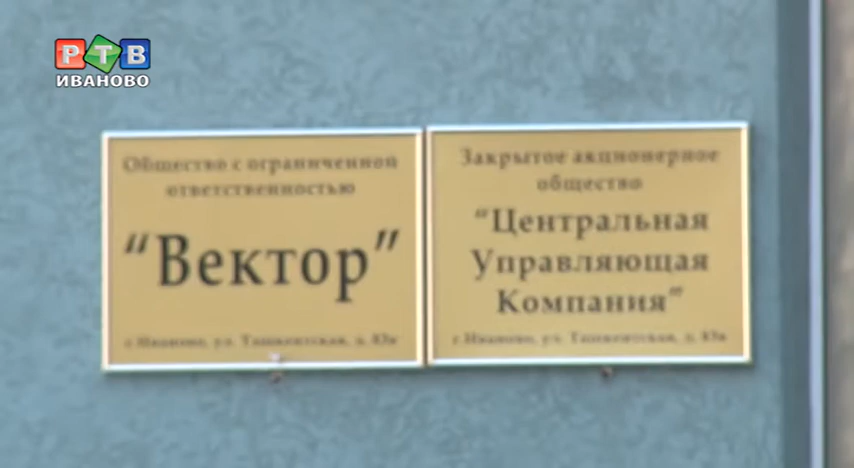 РТВ
ИВАНОВО
Общество с ограниченной
ответственностью
“Вектор”
г.Иваново, ул. Ташкентская, д. 83а
Закрытое акционерное
общество
“Центральная
Управляющая
Компания”
г.Иваново, ул. Ташкентская, д. 83а